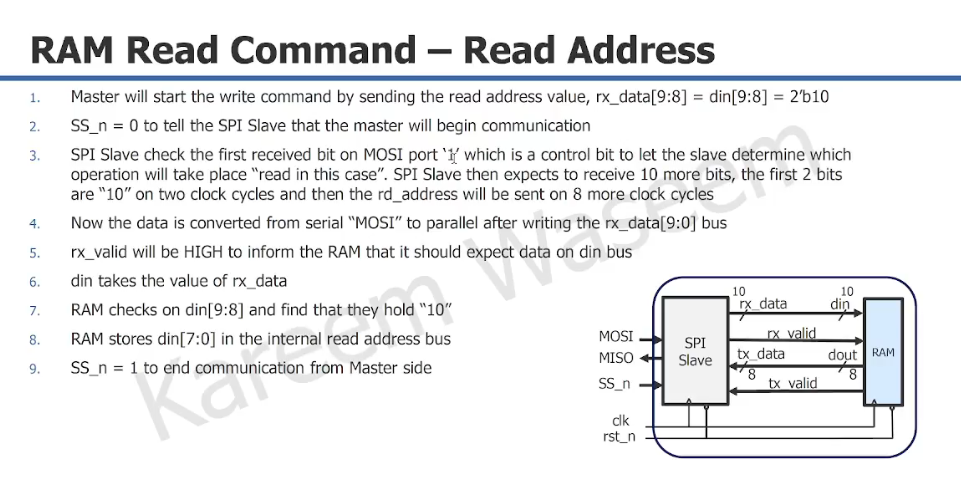 RAM Read Command – Read Address
1. Master will start the write command by sending the read address value, rx_data[9:8] = din[9:8] = 2'b10
2. SS_n = 0 to tell the SPI Slave that the master will begin communication
3. SPI Slave check the first received bit on MOSI port '1' which is a control bit to let the slave determine which
operation will take place "read in this case". SPI Slave then expects to receive 10 more bits, the first 2 bits
are "10" on two clock cycles and then the rd_address will be sent on 8 more clock cycles
4. Now the data is converted from serial "MOSI" to parallel after writing the rx_data[9:0] bus
5. rx_valid will be HIGH to inform the RAM that it should expect data on din bus
6. din takes the value of rx_data
7. RAM checks on din[9:8] and find that they hold "10"
8. RAM stores din[7:0] in the internal read address bus
9. SS_n = 1 to end communication from Master side
Kareem Waseem
10 10
rx_data din
MOSI
rx_valid
SPI
Slave
RAM
MISO
tx_data dout
8 8
SS_n
tx_valid
clk
rst_n